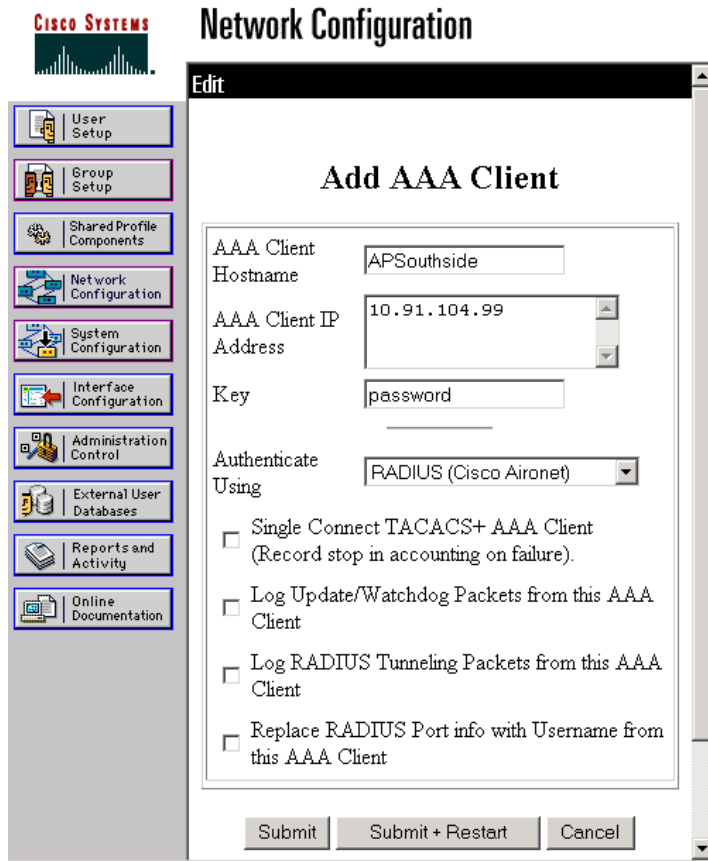 CISCO SYSTEMS
Network Configuration
Edit
User
Setup
Group
Setup
Shared Profile
Components
Network
Configuration
System
Configuration
Interface
Configuration
Administration
Control
External User
Databases
Reports and
Activity
Online
Documentation
Add AAA Client
AAA Client
Hostname
APSouthside
AAA Client IP
Address
10.91.104.99
Key
password
Authenticate
Using
RADIUS (Cisco Aironet)
Single Connect TACACS+ AAA Client
(Record stop in accounting on failure).
Log Update/Watchdog Packets from this AAA
Client
Log RADIUS Tunneling Packets from this AAA
Client
Replace RADIUS Port info with Username from
this AAA Client
Submit
Submit + Restart
Cancel